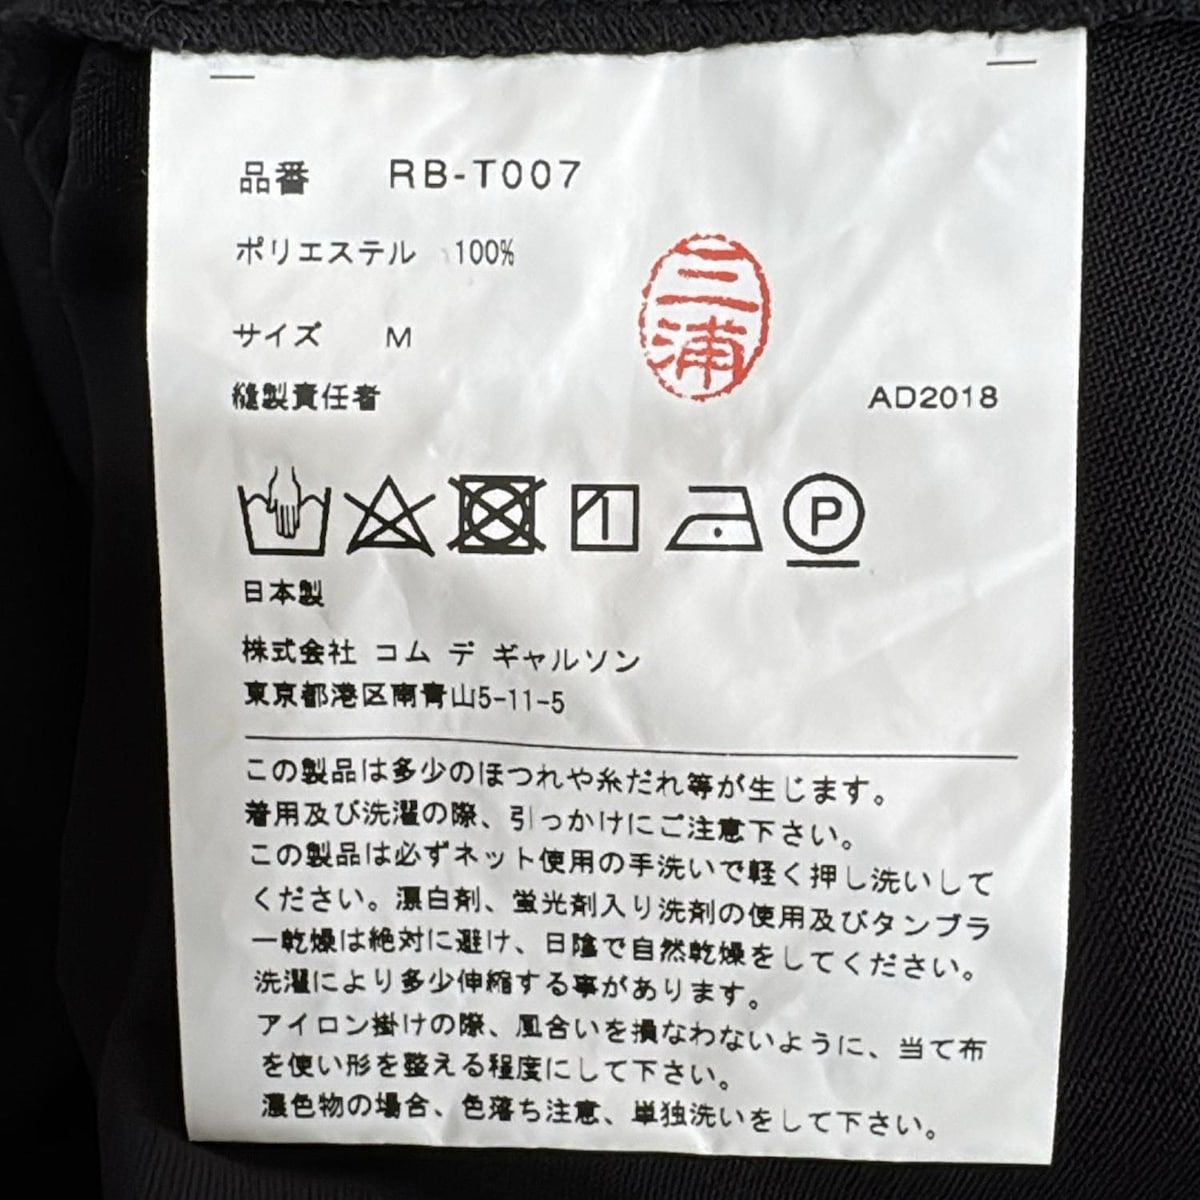 品番 RB-T007
ポリエステル 100%
サイズ M
三浦
縫製責任者 AD2018
P
日本製
株式会社 コム デ ギャルソン
東京都港区南青山5-11-5
この製品は多少のほつれや糸だれ等が生じます。
着用及び洗濯の際、引っかけにご注意下さい。
この製品は必ずネット使用の手洗いで軽く押し洗いして
ください。漂白剤、蛍光剤入り洗剤の使用及びタンブラ
ー乾燥は絶対に避け、日陰で自然乾燥をしてください。
洗濯により多少伸縮する事があります。
アイロン掛けの際、風合いを損なわないように、当て布
を使い形を整える程度にして下さい。
濃色物の場合、色落ち注意、単独洗いをして下さい。